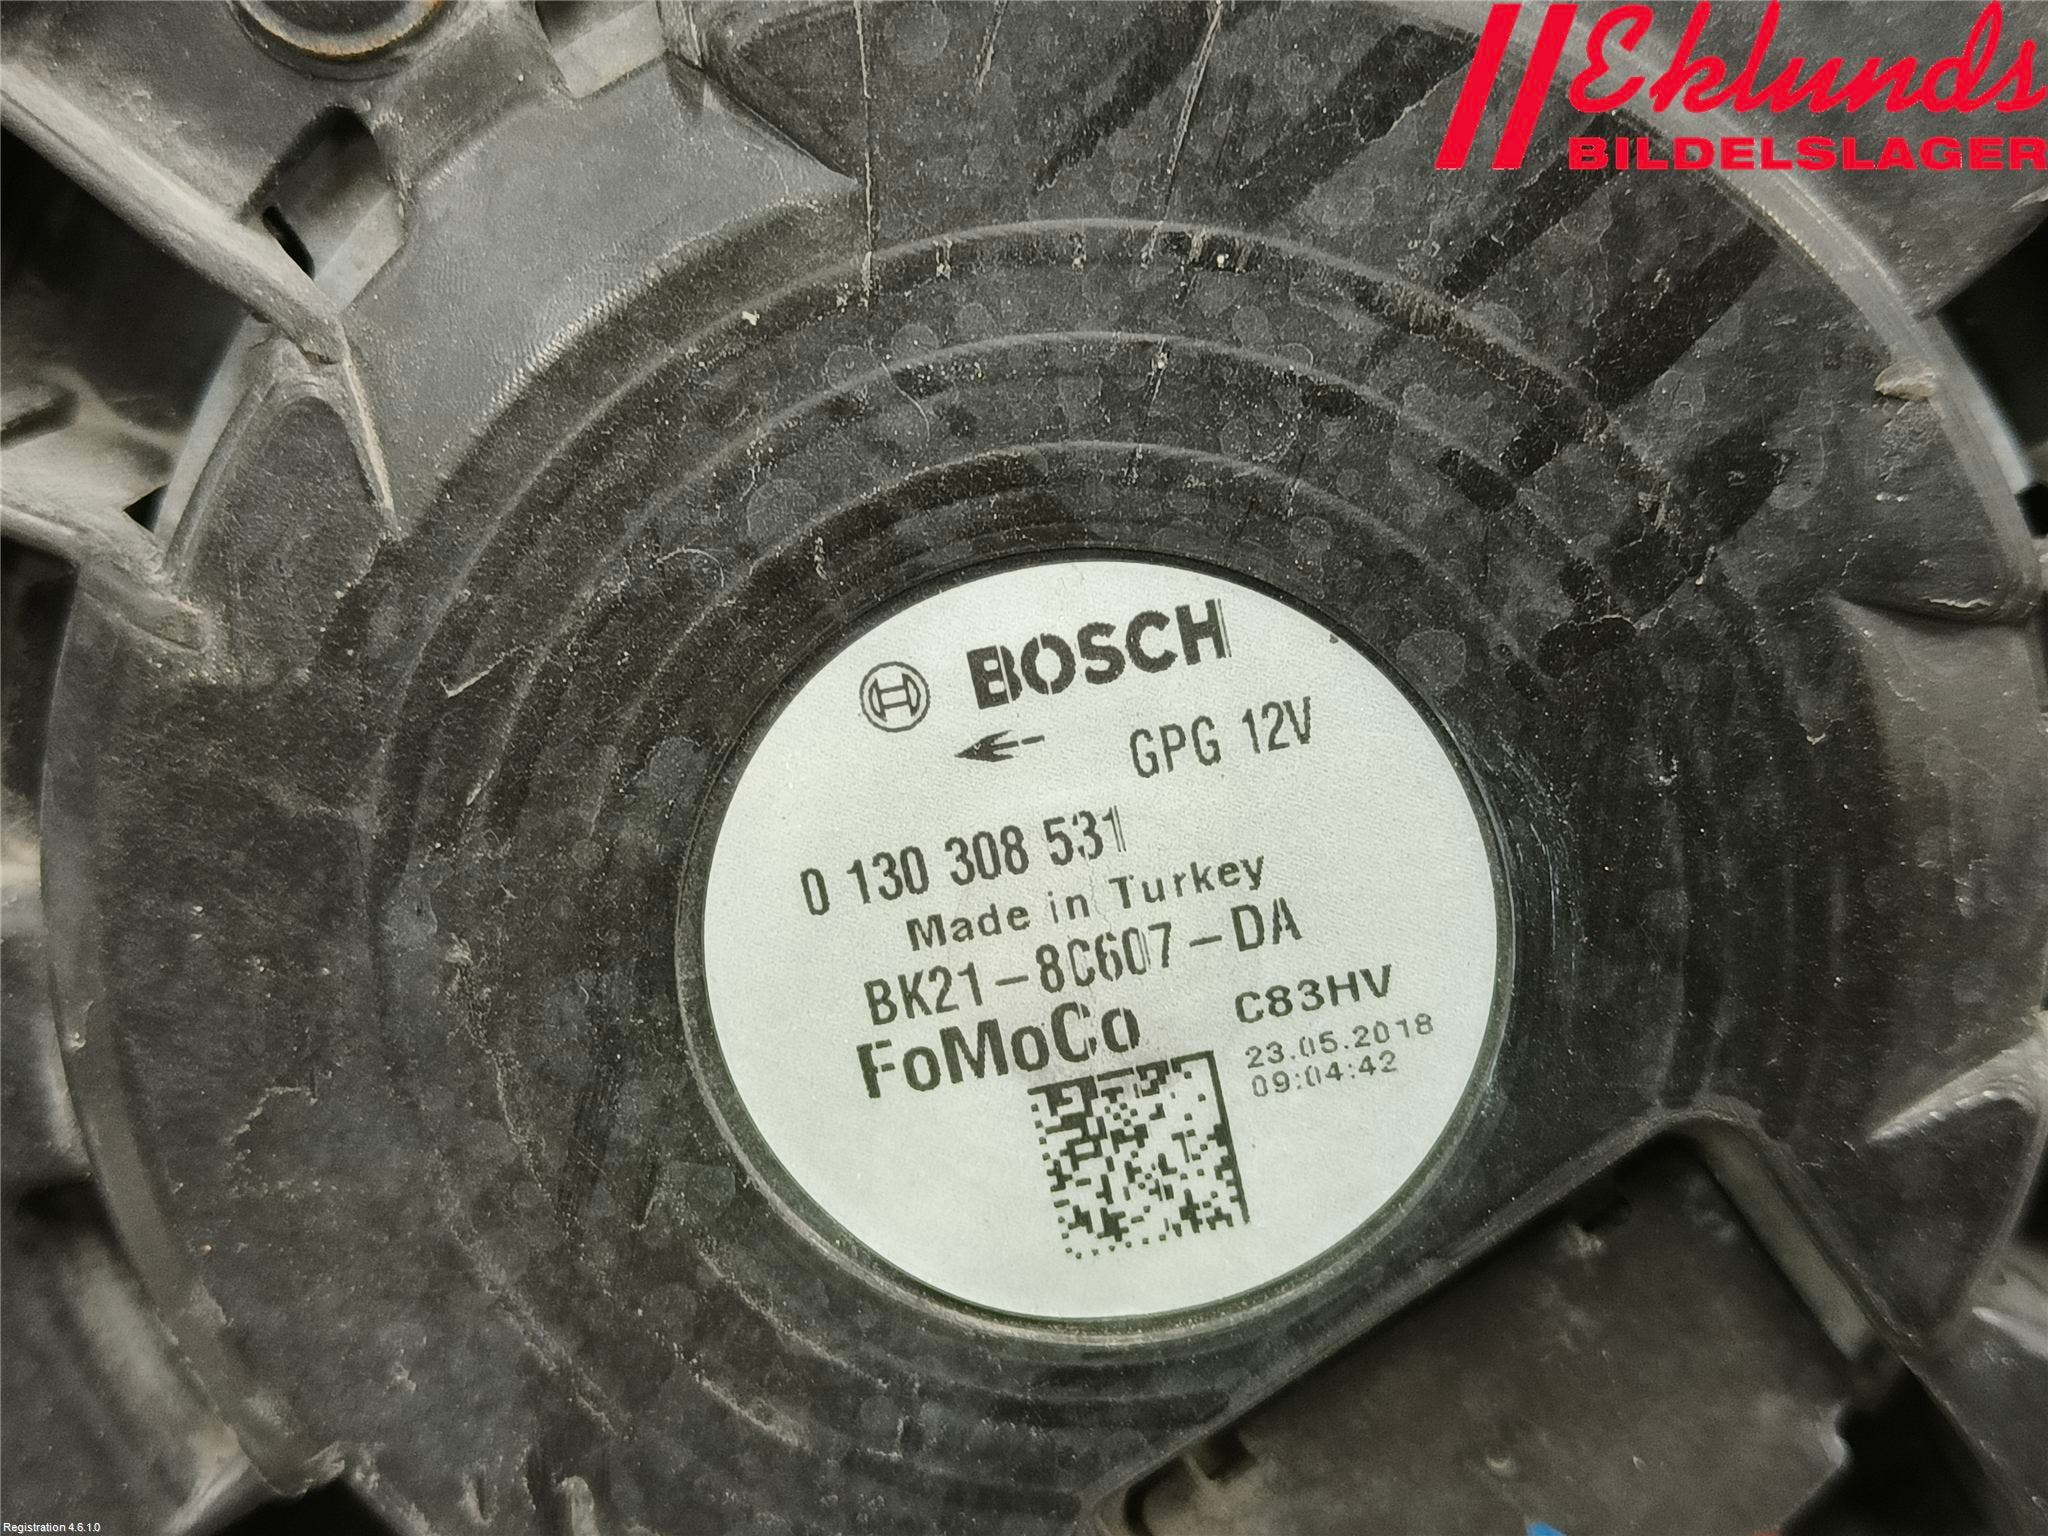 Eklunds
BILDELSLAGER
BOSCH
GPG 12V
0 130 308 531
Made in Turkey
BK21-8C607-DA
FoMoCo
C83HV
23.05.2018
09:04:42
Registration 4.6.1.0